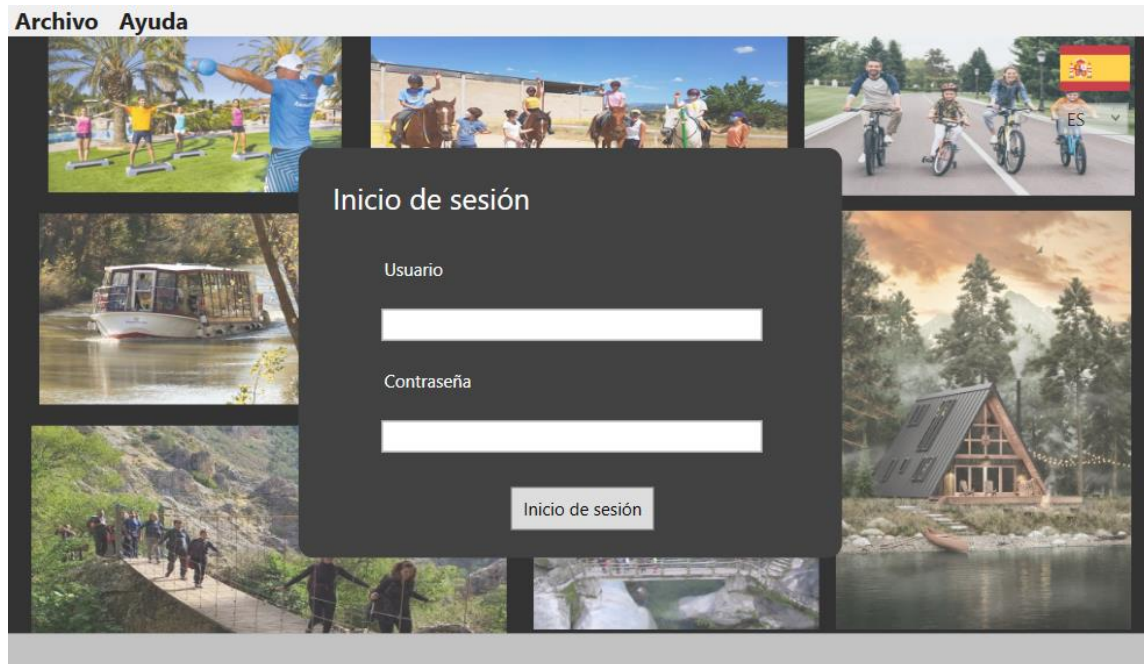 Archivo Ayuda
ES
Inicio de sesión
Usuario
Contraseña
Inicio de sesión